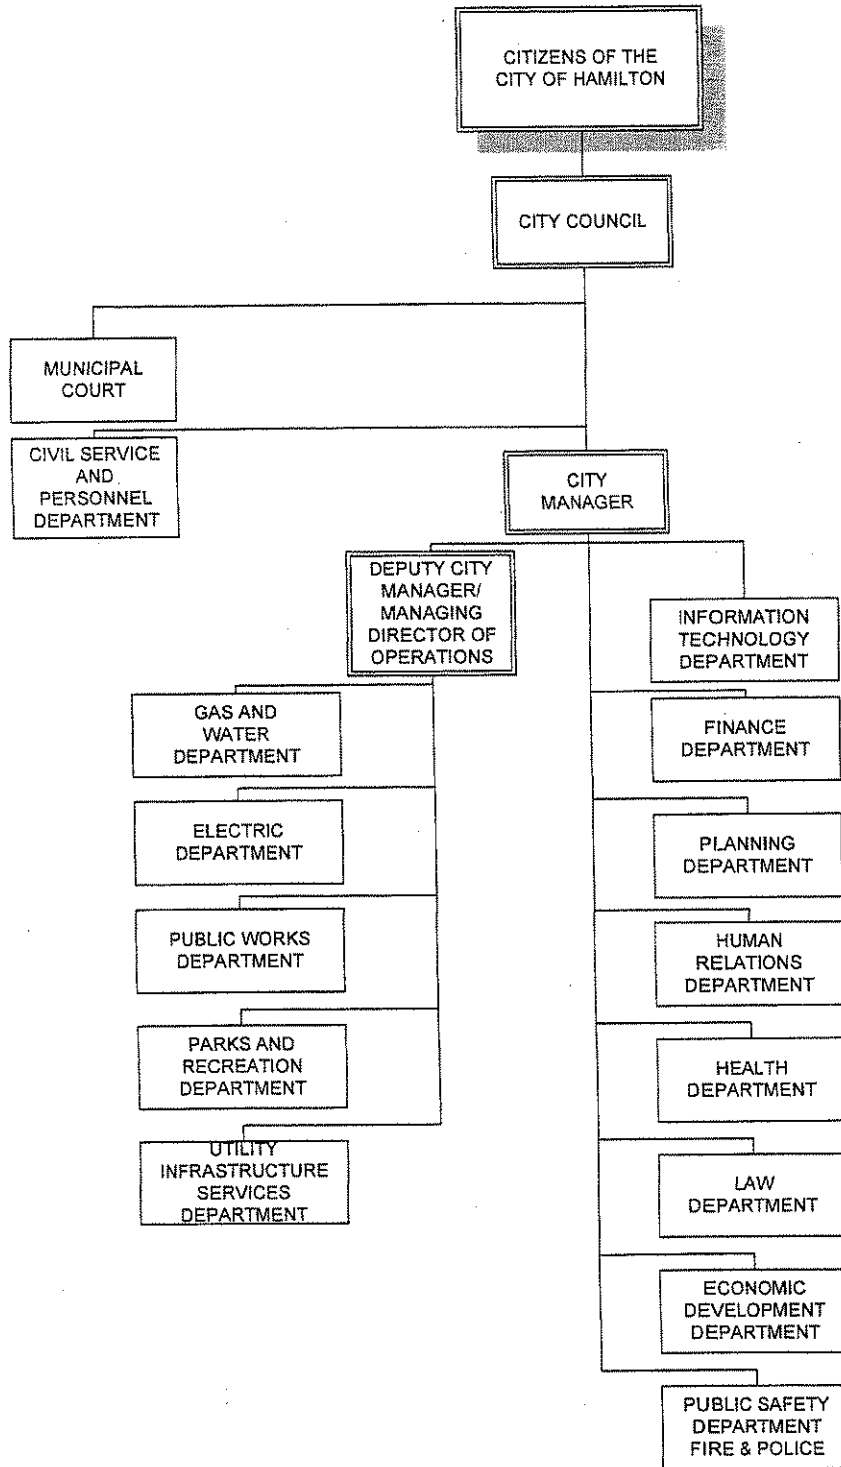 CITIZENS OF THE
CITY OF HAMILTON
CITY COUNCIL
MUNICIPAL
COURT
CIVIL SERVICE
AND
PERSONNEL
DEPARTMENT
CITY
MANAGER
DEPUTY CITY
MANAGER/
MANAGING
DIRECTOR OF
OPERATIONS
INFORMATION
TECHNOLOGY
DEPARTMENT
GAS AND
WATER
DEPARTMENT
FINANCE
DEPARTMENT
ELECTRIC
DEPARTMENT
PLANNING
DEPARTMENT
PUBLIC WORKS
DEPARTMENT
HUMAN
RELATIONS
DEPARTMENT
PARKS AND
RECREATION
DEPARTMENT
HEALTH
DEPARTMENT
UTILITY
INFRASTRUCTURE
SERVICES
DEPARTMENT
LAW
DEPARTMENT
ECONOMIC
DEVELOPMENT
DEPARTMENT
PUBLIC SAFETY
DEPARTMENT
FIRE & POLICE